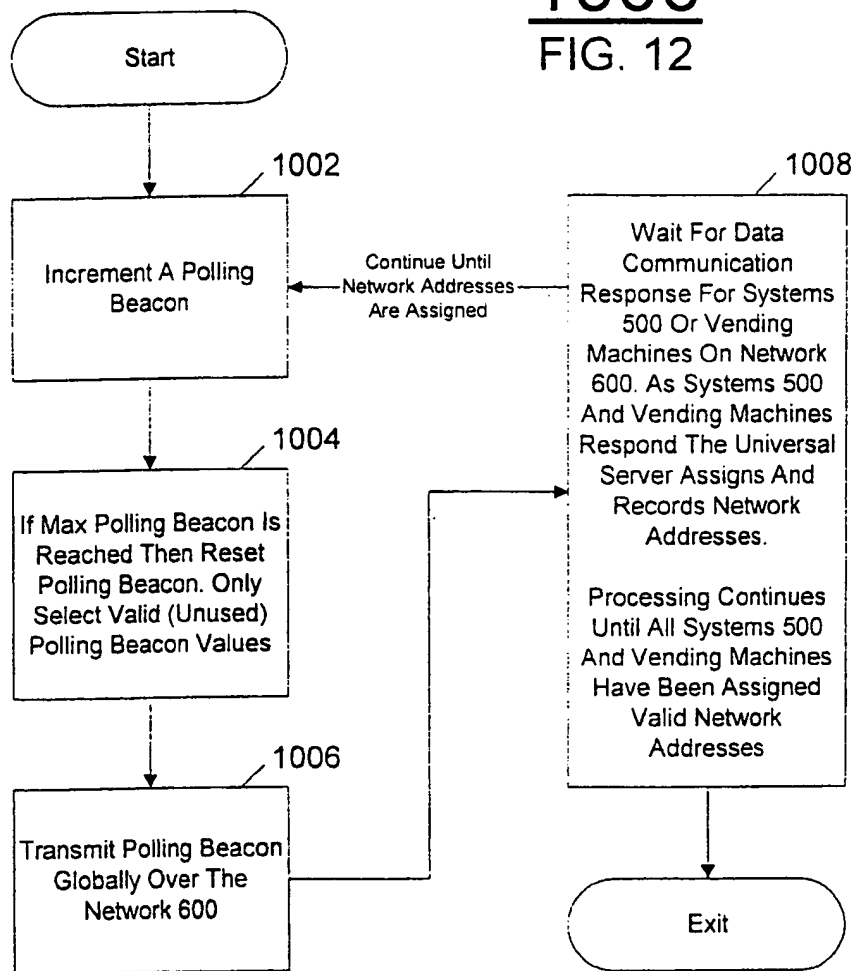 FIG. 12
Start
1002
Increment A Polling
Beacon
Continue Until
Network Addresses
Are Assigned
1004
If Max Polling Beacon Is
Reached Then Reset
Polling Beacon. Only
Select Valid (Unused)
Polling Beacon Values
1006
Transmit Polling Beacon
Globally Over The
Network 600
1008
Wait For Data
Communication
Response For Systems
500 Or Vending
Machines On Network
600. As Systems 500
And Vending Machines
Respond The Universal
Server Assigns And
Records Network
Addresses.
Processing Continues
Until All Systems 500
And Vending Machines
Have Been Assigned
Valid Network
Addresses
Exit